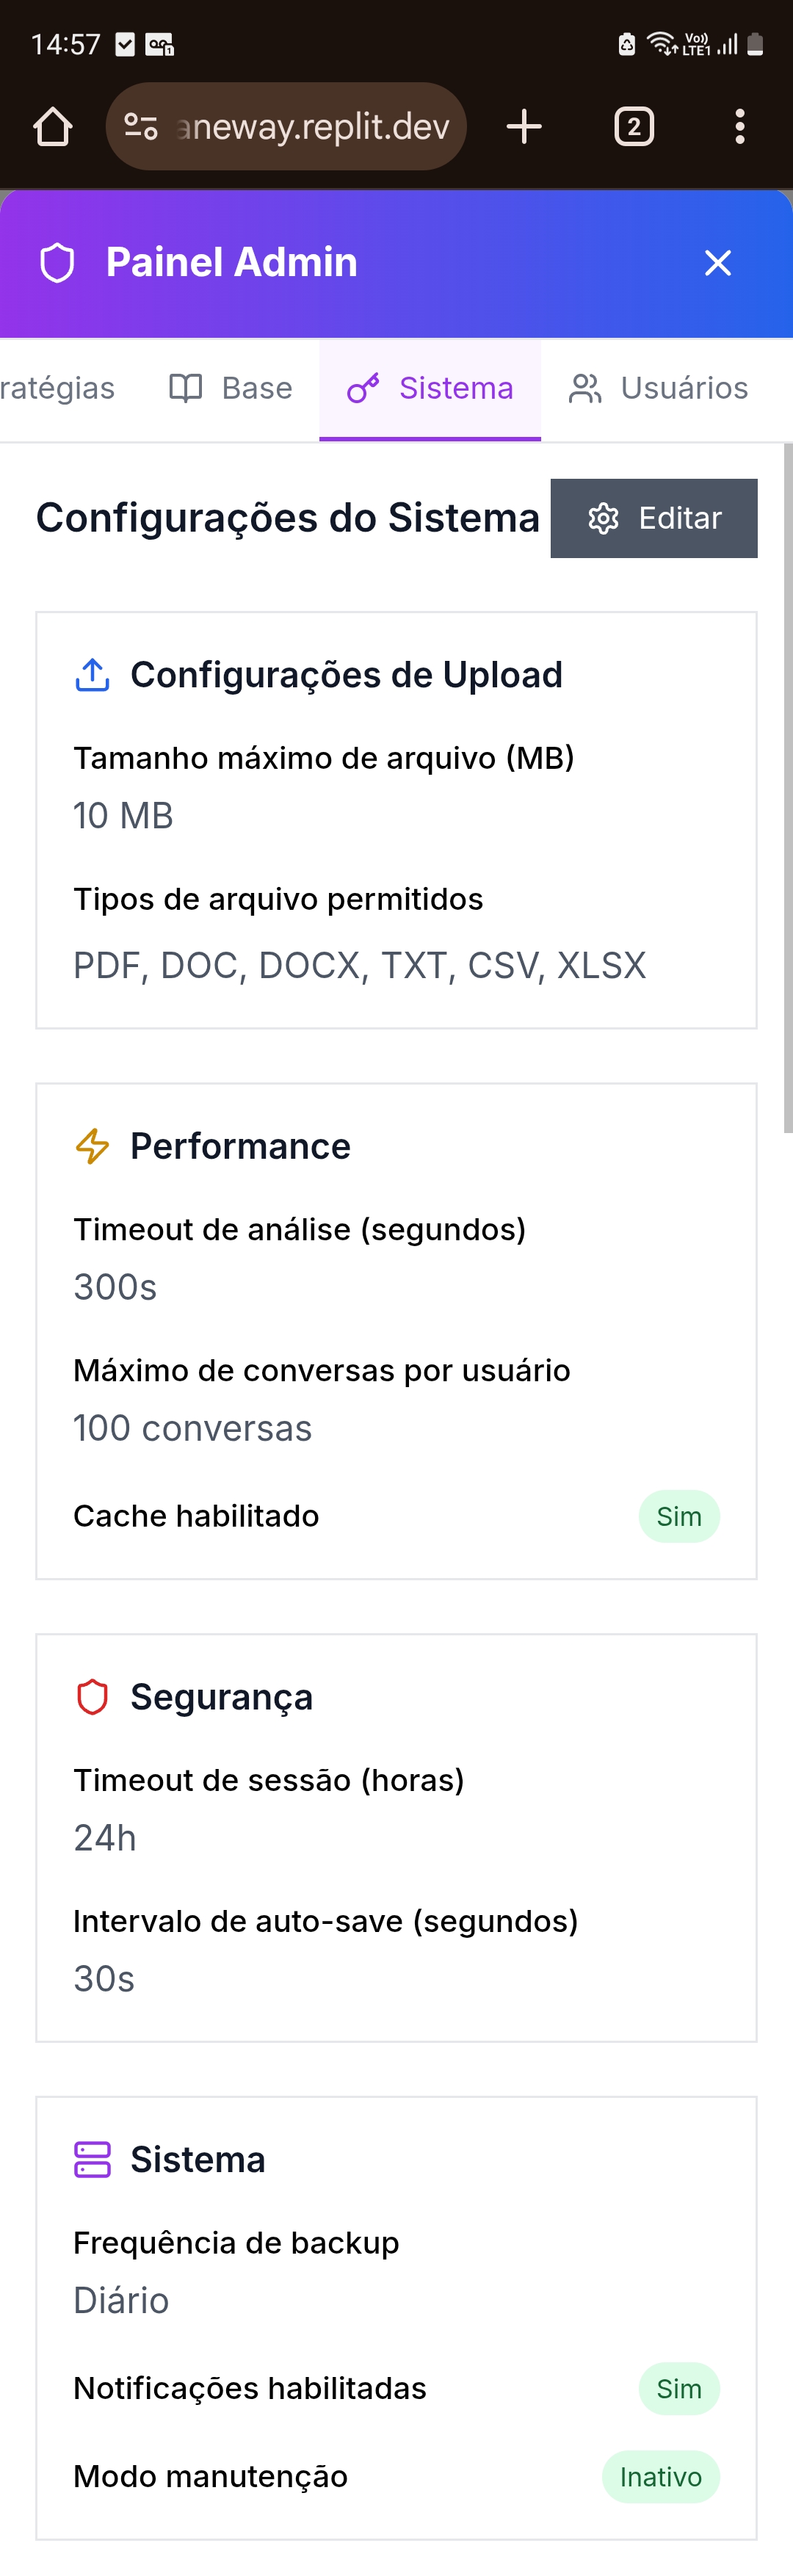 14:57
Vo))
LTE1
aneway.replit.dev
2
Painel Admin
ratégias
Base
Sistema
Usuários
Configurações do Sistema
Editar
Configurações de Upload
Tamanho máximo de arquivo (MB)
10 MB
Tipos de arquivo permitidos
PDF, DOC, DOCX, TXT, CSV, XLSX
Performance
Timeout de análise (segundos)
300s
Máximo de conversas por usuário
100 conversas
Cache habilitado
Sim
Segurança
Timeout de sessão (horas)
24h
Intervalo de auto-save (segundos)
30s
Sistema
Frequência de backup
Diário
Notificações habilitadas
Sim
Modo manutenção
Inativo